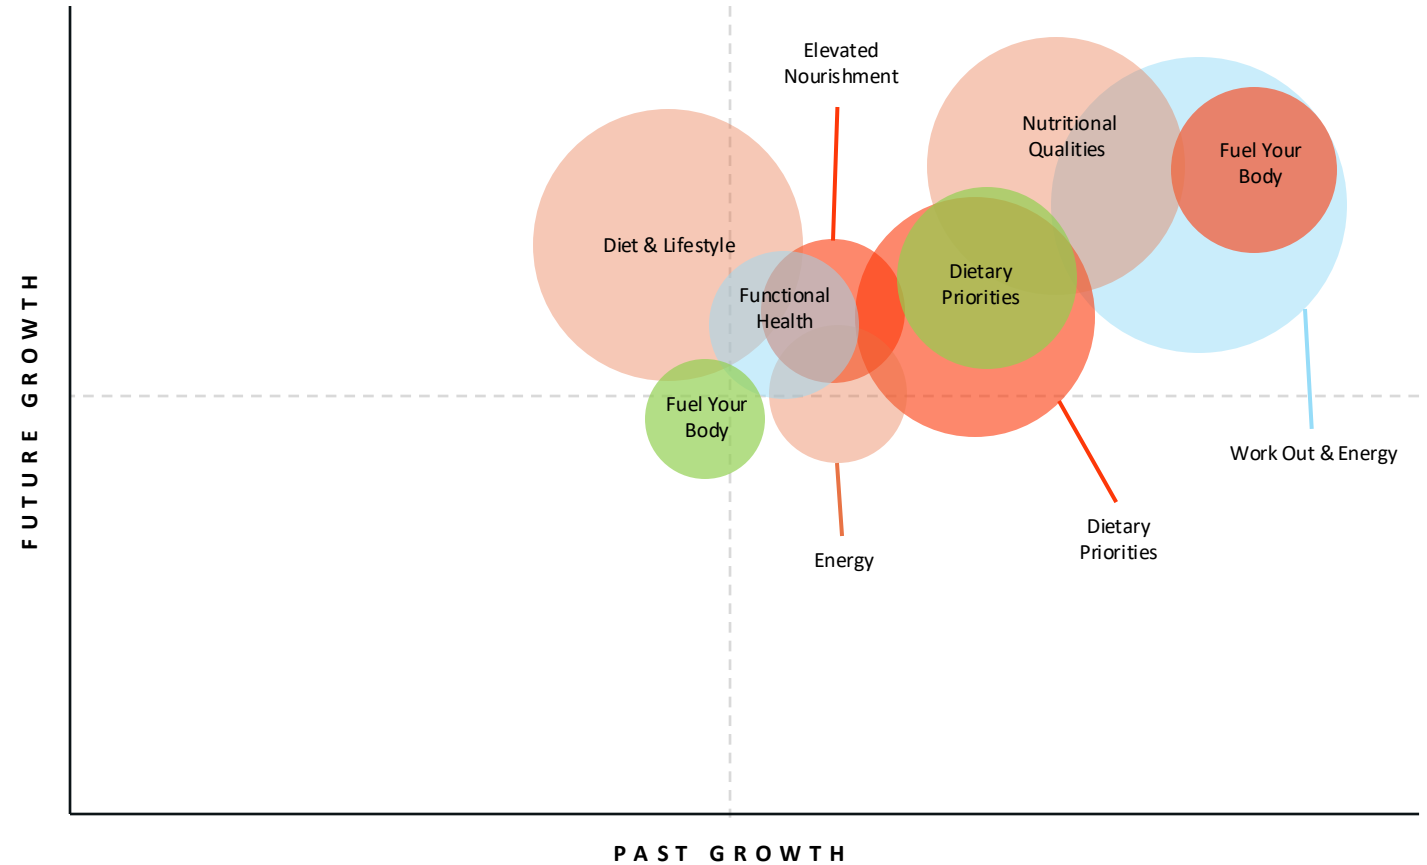 Elevated
Nourishment
Nutritional
Qualities
Fuel Your
Body
Diet & Lifestyle
Dietary
Priorities
Functional
Health
Fuel Your
Body
Work Out & Energy
Dietary
Priorities
Energy
FUTURE GROWTH
PAST GROWTH